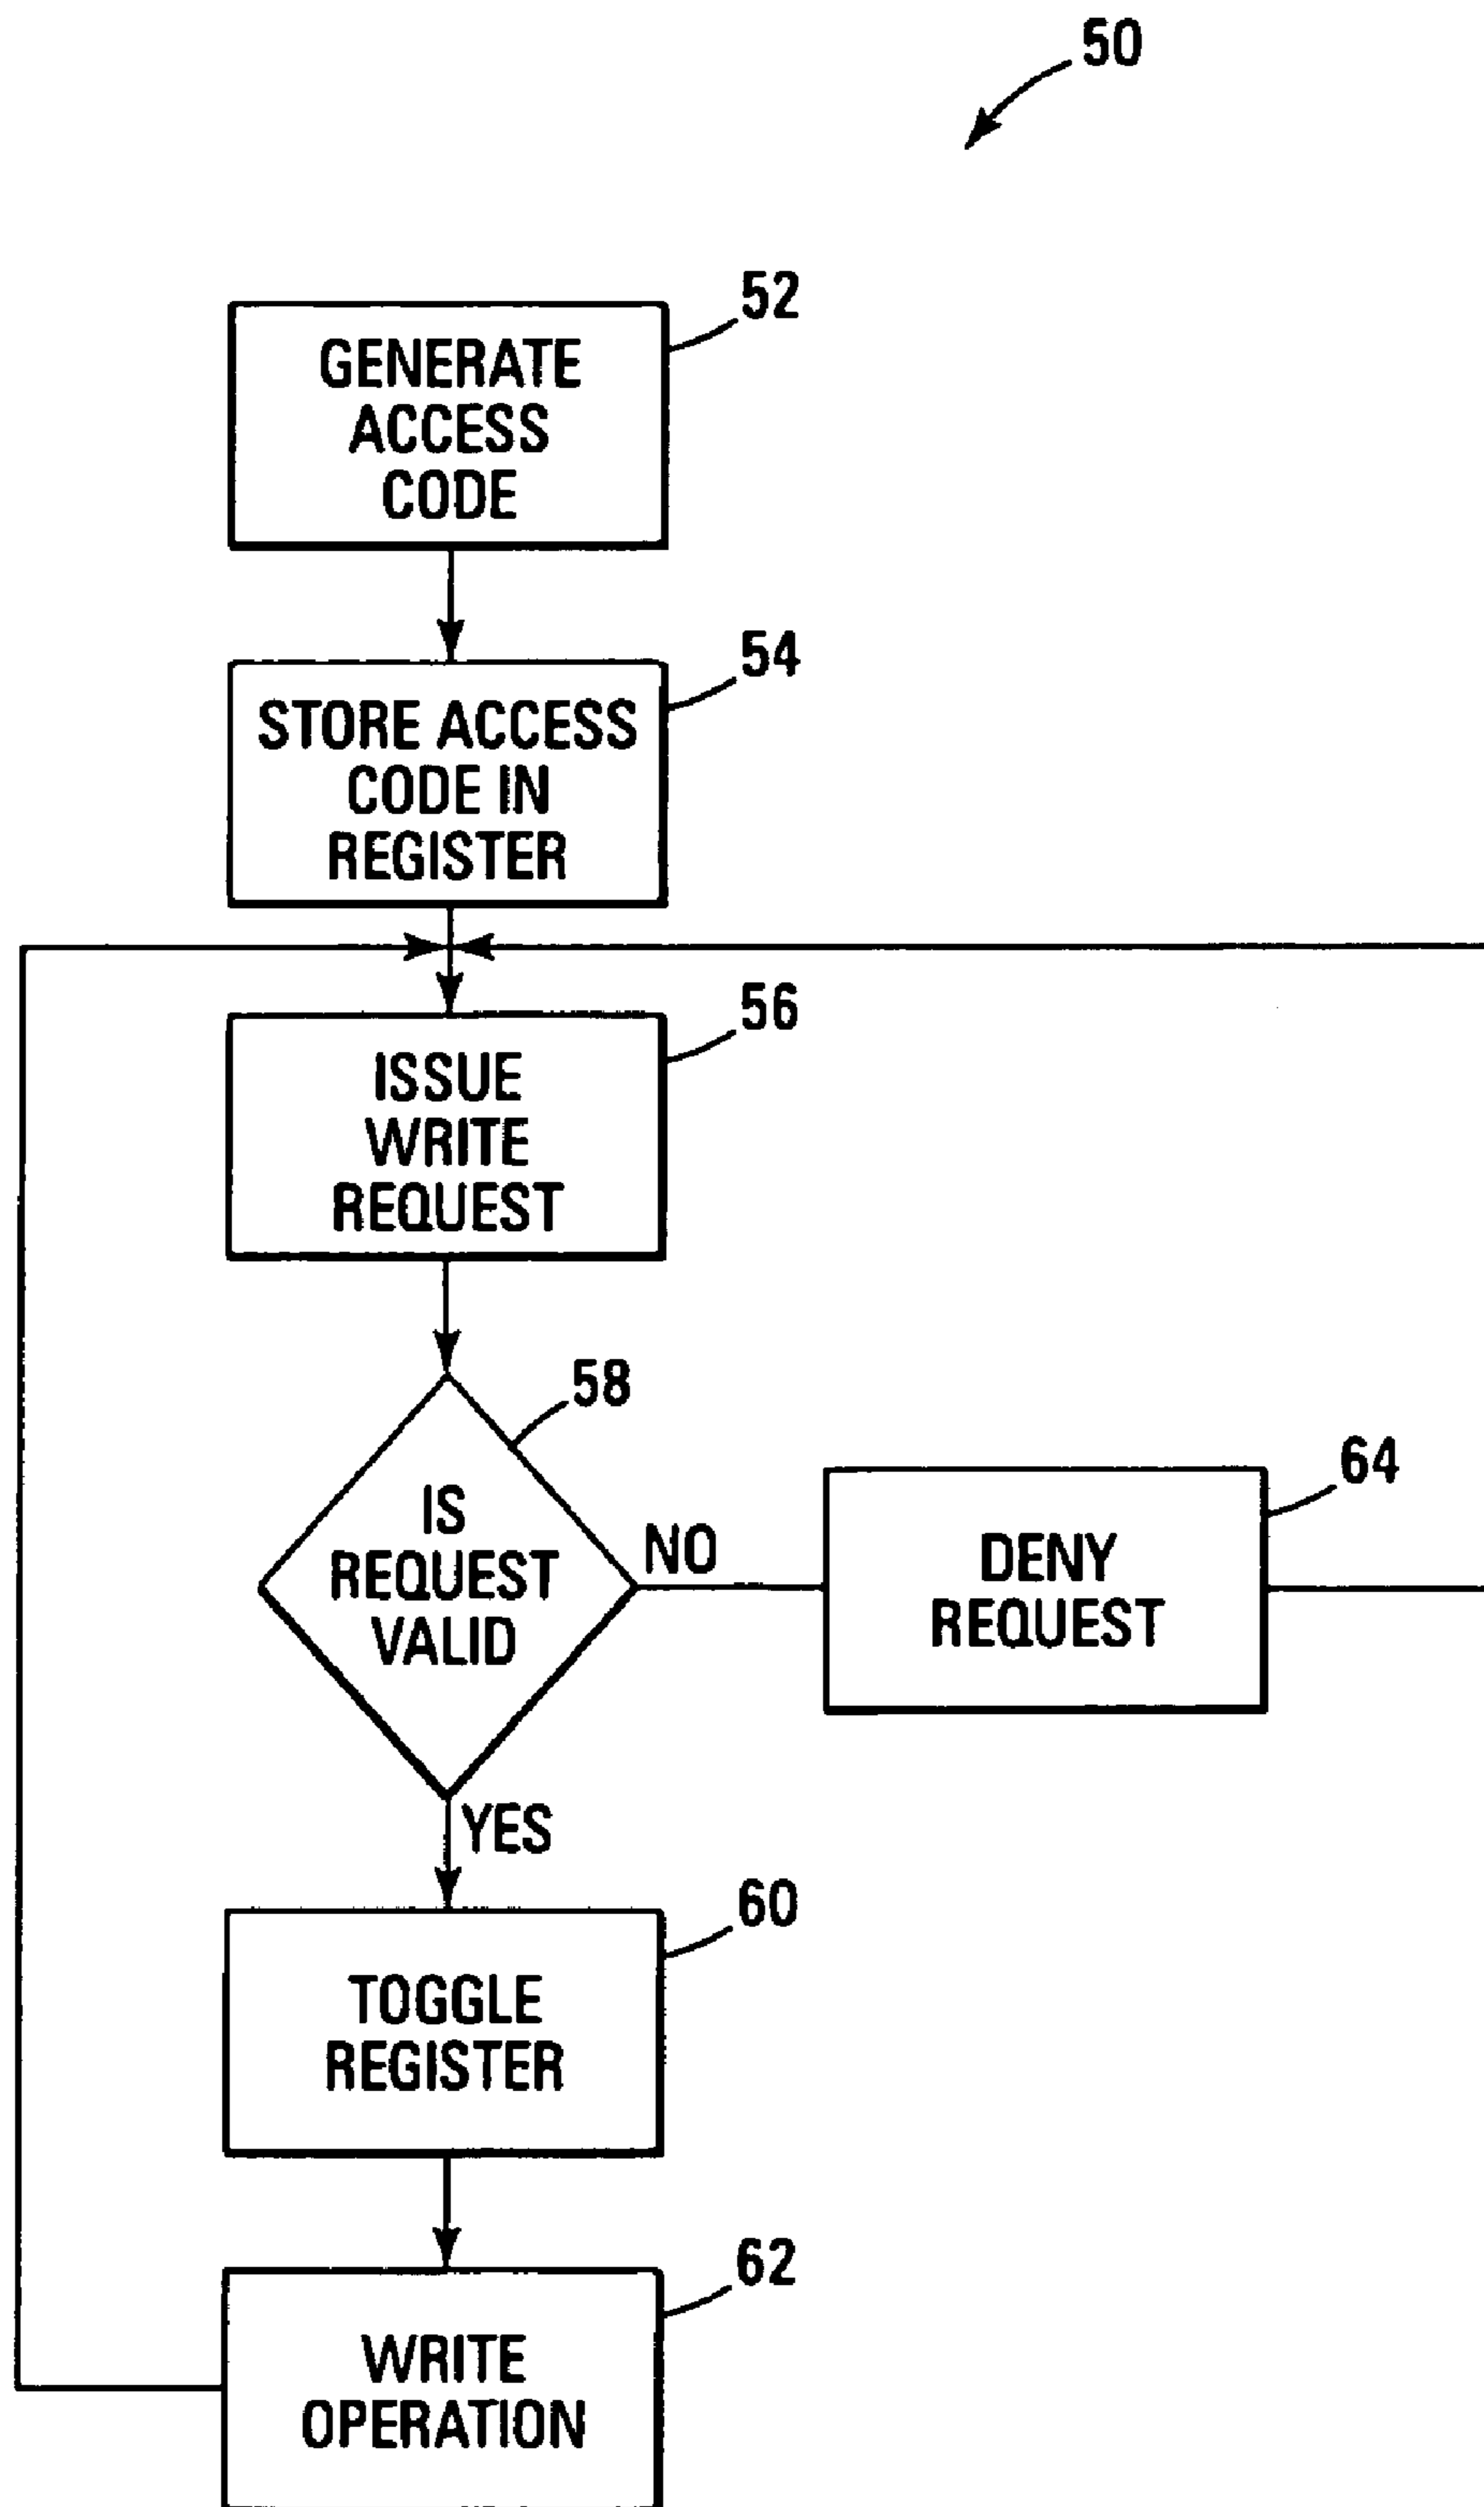 50
52
GENERATE
ACCESS
CODE
54
STORE ACCESS
CODE IN
REGISTER
56
ISSUE
WRITE
REQUEST
58
IS
REQUEST
VALID
NO
64
DENY
REQUEST
YES
60
TOGGLE
REGISTER
62
WRITE
OPERATION